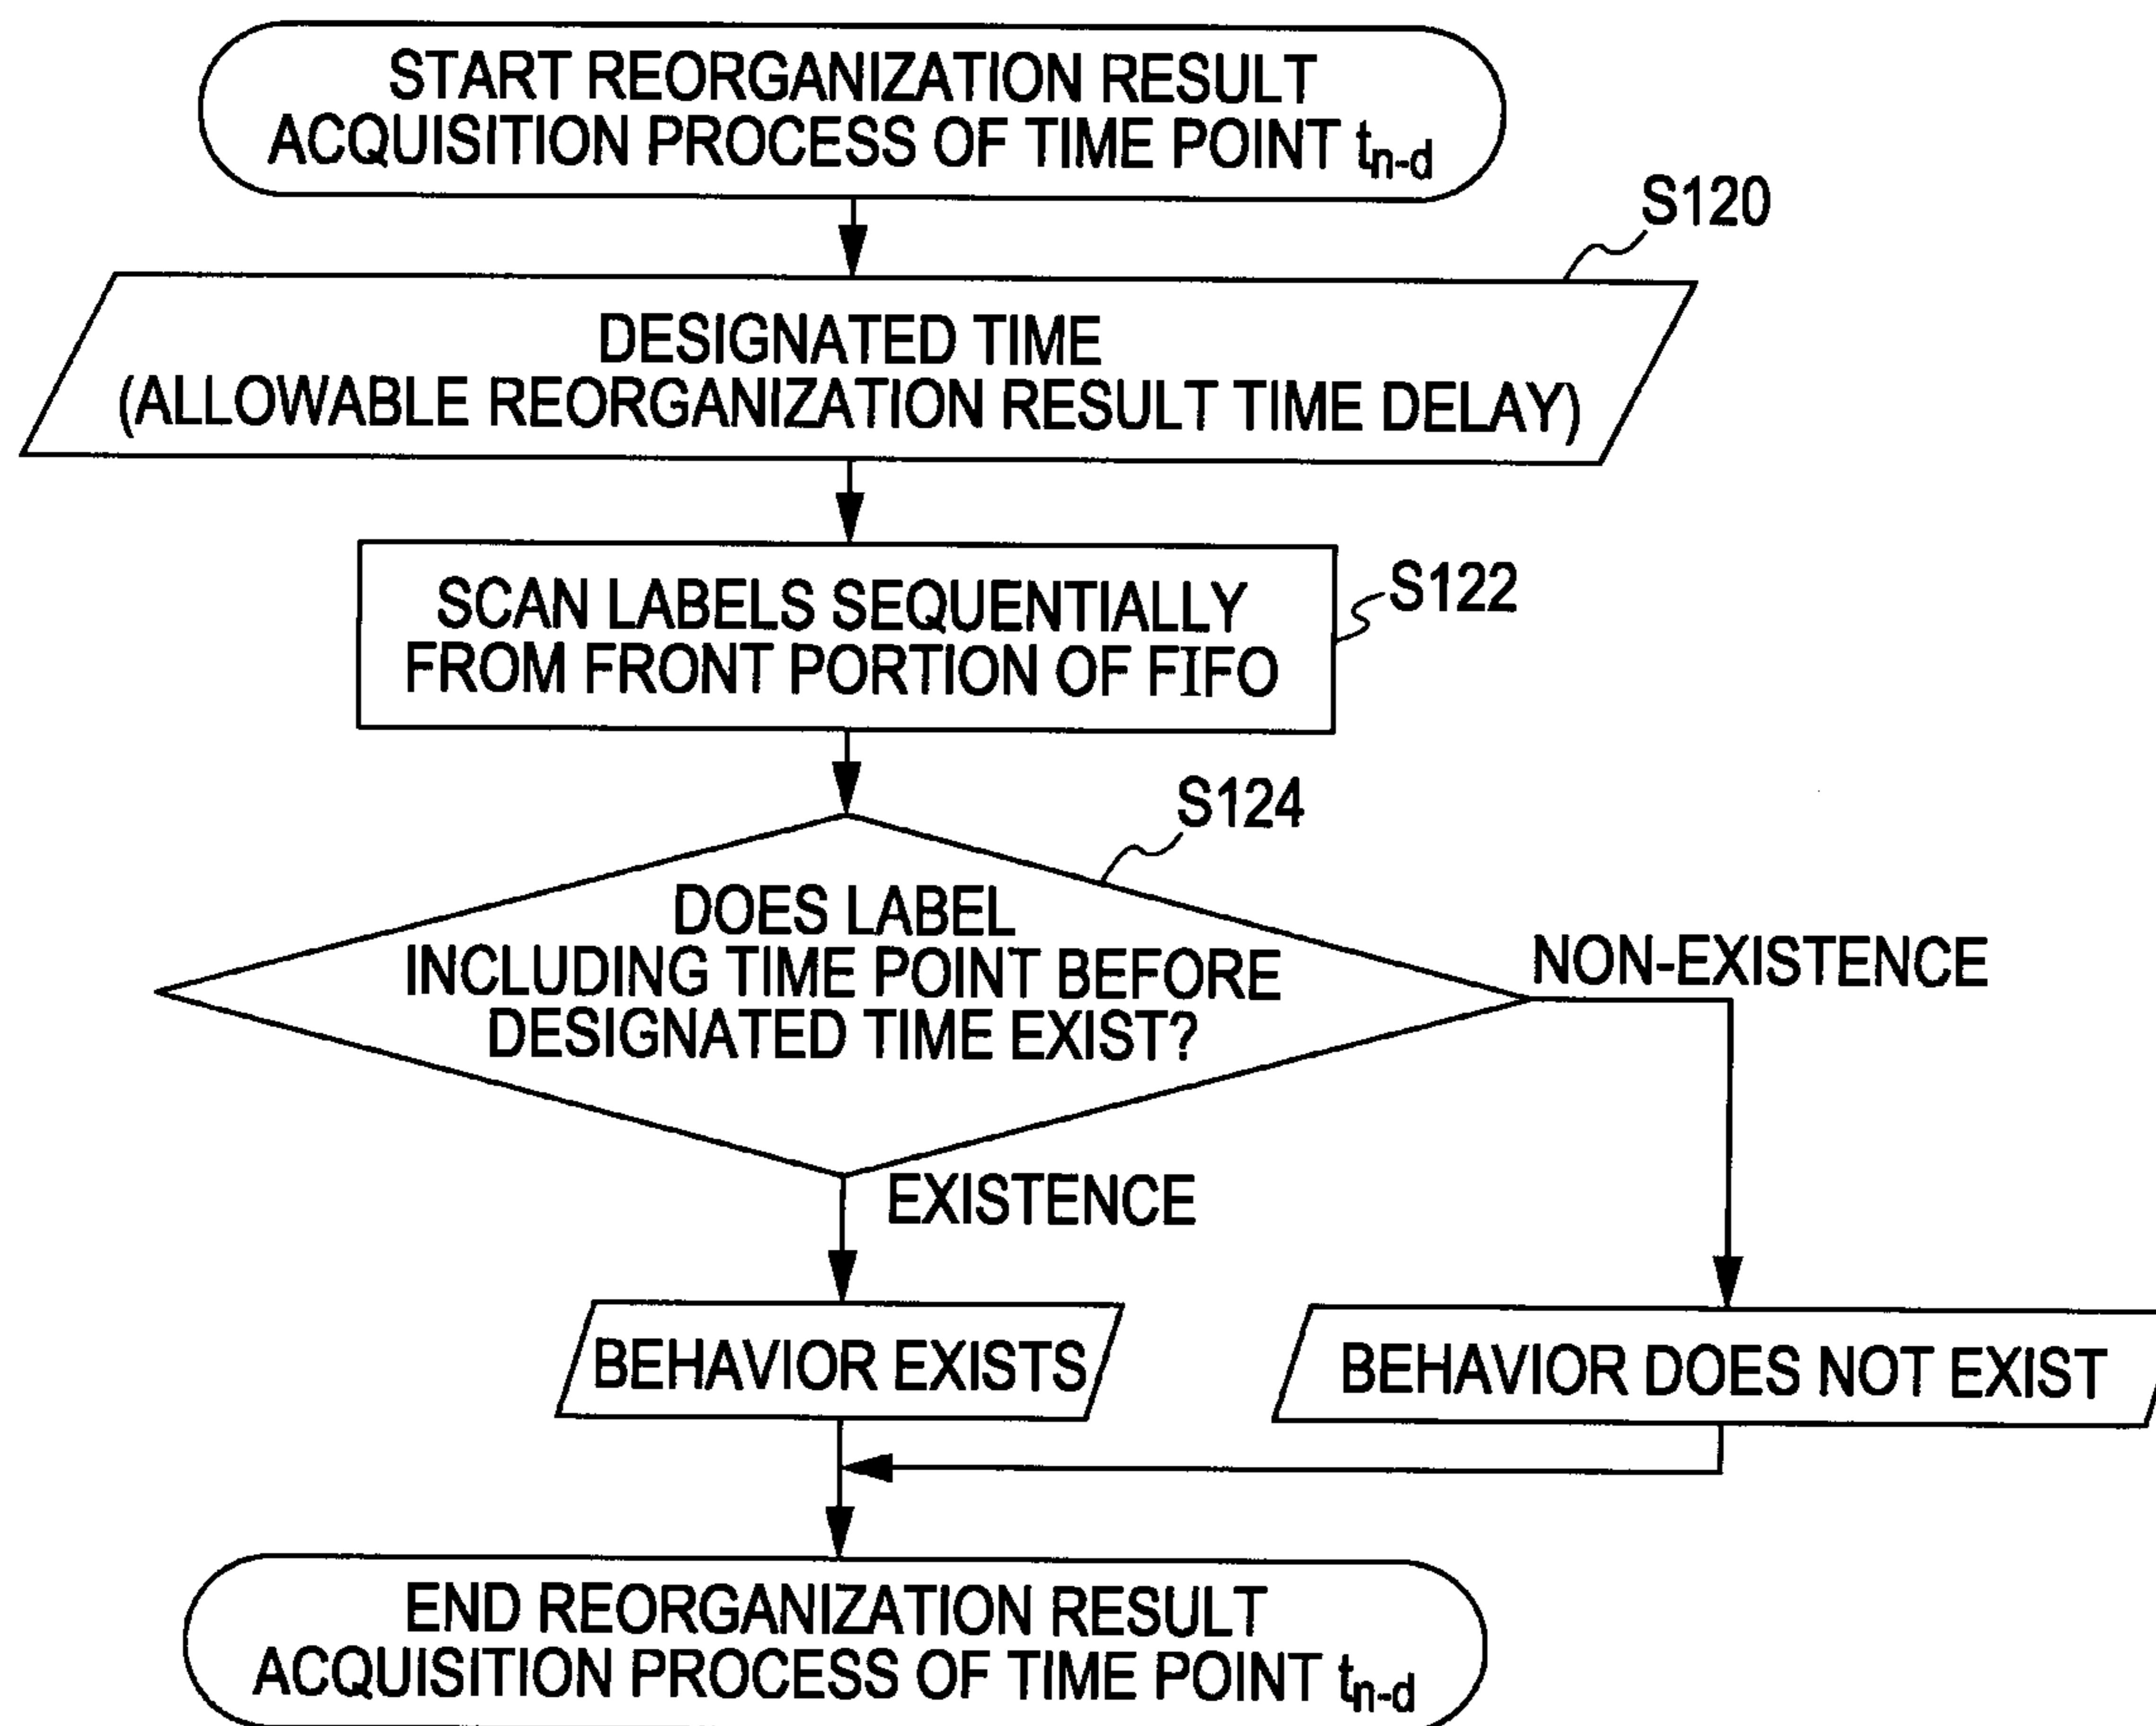 START REORGANIZATION RESULT
ACQUISITION PROCESS OF TIME POINT tn-d
S120
DESIGNATED TIME
(ALLOWABLE REORGANIZATION RESULT TIME DELAY)
SCAN LABELS SEQUENTIALLY
FROM FRONT PORTION OF FIFO
S122
S124
DOES LABEL
INCLUDING TIME POINT BEFORE
DESIGNATED TIME EXIST?
NON-EXISTENCE
EXISTENCE
BEHAVIOR EXISTS
BEHAVIOR DOES NOT EXIST
END REORGANIZATION RESULT
ACQUISITION PROCESS OF TIME POINT tn-d